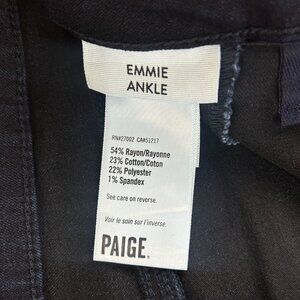 EMMIE
ANKLE
RN#27002 CA#51217
54% Rayon/Rayonne
23% Cotton/Coton
22% Polyester
1% Spandex
See care on reverse.
Voir le soin sur l'inverse.
PAIGE.